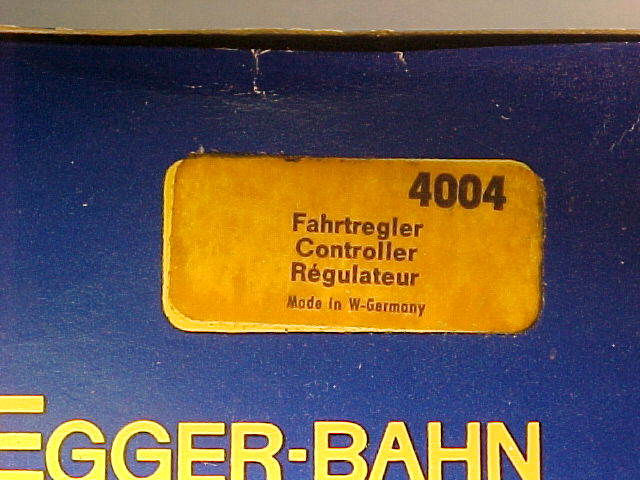 4004
Fahrtregler
Controller
Régulateur
Made in W-Germany
EGGER-BAHN